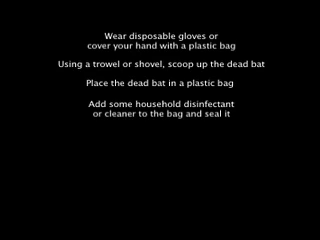 Wear disposable gloves or
cover your hand with a plastic bag
Using a trowel or shovel, scoop up the dead bat
Place the dead bat in a plastic bag
Add some household disinfectant
or cleaner to the bag and seal it